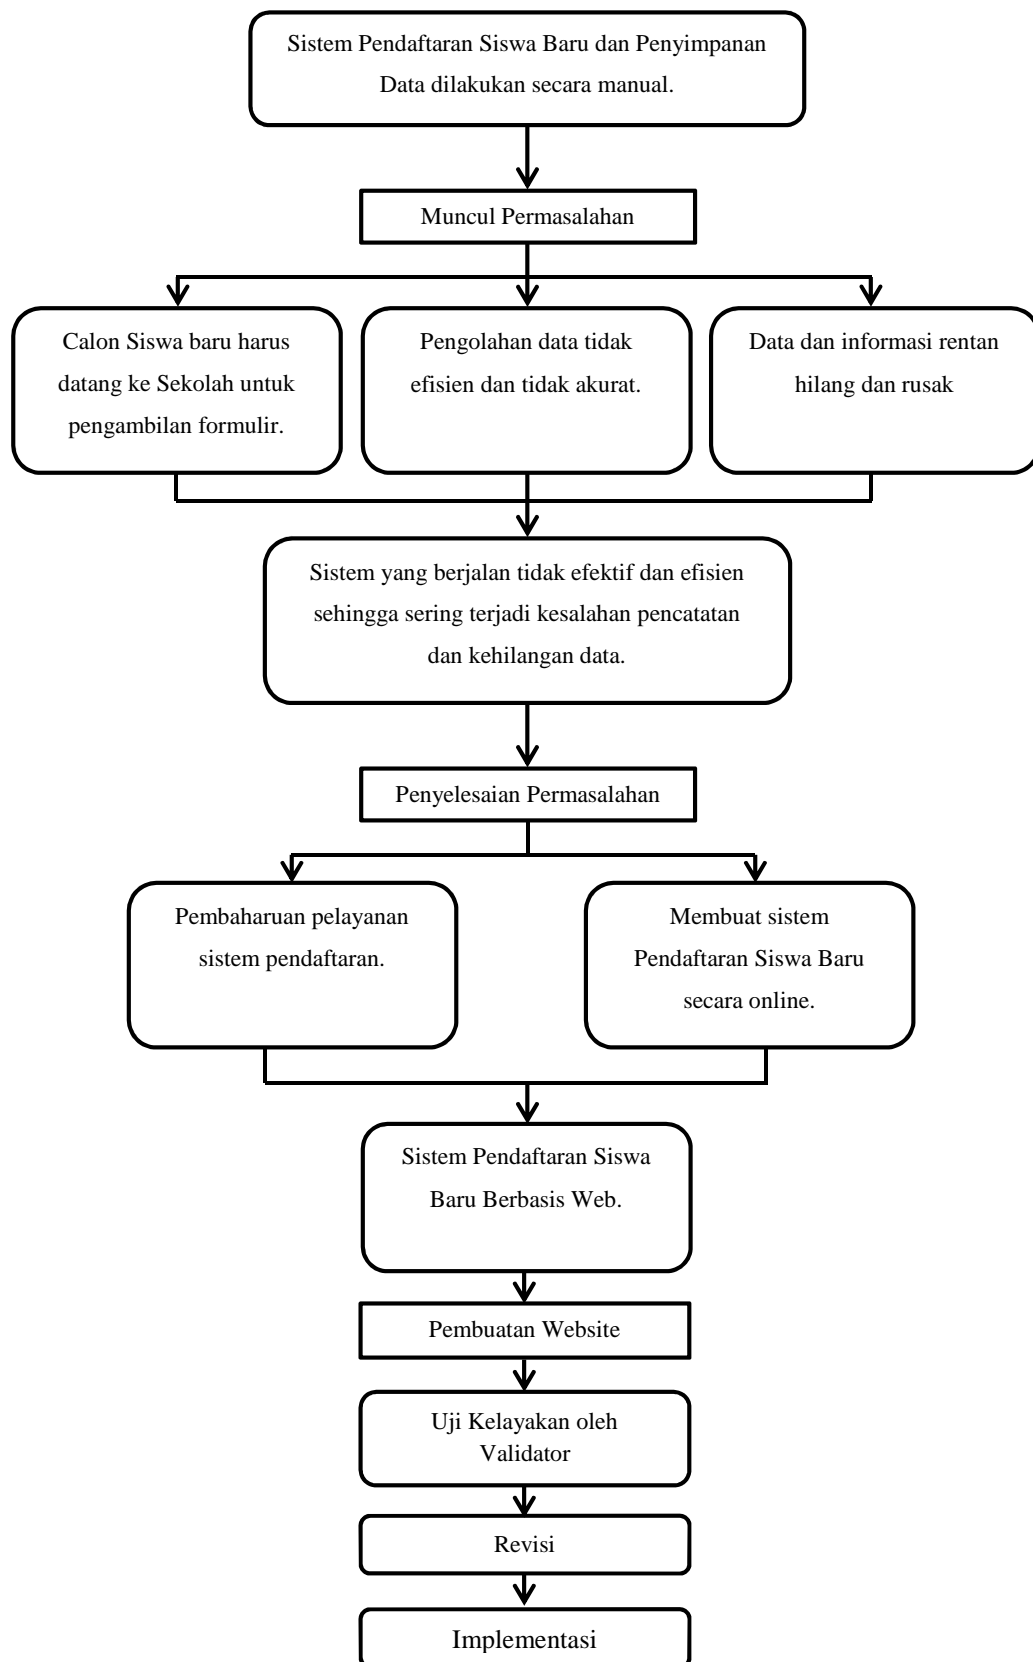 Sistem Pendaftaran Siswa Baru dan Penyimpanan
Data dilakukan secara manual.
Muncul Permasalahan
Calon Siswa baru harus
datang ke Sekolah untuk
pengambilan formulir.
Pengolahan data tidak
efisien dan tidak akurat.
Data dan informasi rentan
hilang dan rusak
Sistem yang berjalan tidak efektif dan efisien
sehingga sering terjadi kesalahan pencatatan
dan kehilangan data.
Penyelesaian Permasalahan
Pembaharuan pelayanan
sistem pendaftaran.
Membuat sistem
Pendaftaran Siswa Baru
secara online.
Sistem Pendaftaran Siswa
Baru Berbasis Web.
Pembuatan Website
Uji Kelayakan oleh
Validator
Revisi
Implementasi